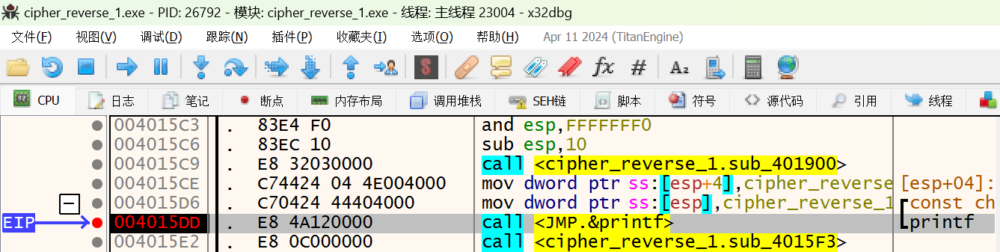 cipher_reverse_1.exe - PID: 26792 - 模块: cipher_reverse_1.exe - 线程: 主线程 23004 - x32dbg
文件(F) 视图(V) 调试(D) 跟踪(N) 插件(P) 收藏夹(I) 选项(O) 帮助(H) Apr 11 2024 (TitanEngine)
S fx # A₂
CPU 日志 笔记 断点 内存布局 调用堆栈 SEH链 脚本 符号 源代码 引用 线程
004015C3 . 83E4 F0 and esp,FFFFFFF0
004015C6 . 83EC 10 sub esp,10
004015C9 . E8 32030000 call <cipher_reverse_1.sub_401900>
004015CE . C74424 04 4E004000 mov dword ptr ss:[esp+4],cipher_reverse [esp+04]:
004015D6 . C70424 44404000 mov dword ptr ss:[esp],cipher_reverse_1 const ch
EIP 004015DD . E8 4A120000 call <JMP.&printf> printf
004015E2 . E8 0C000000 call <cipher_reverse_1.sub_4015F3>